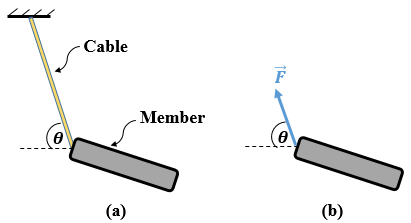 Cable
Member
θ
(a)
F⃗
θ
(b)